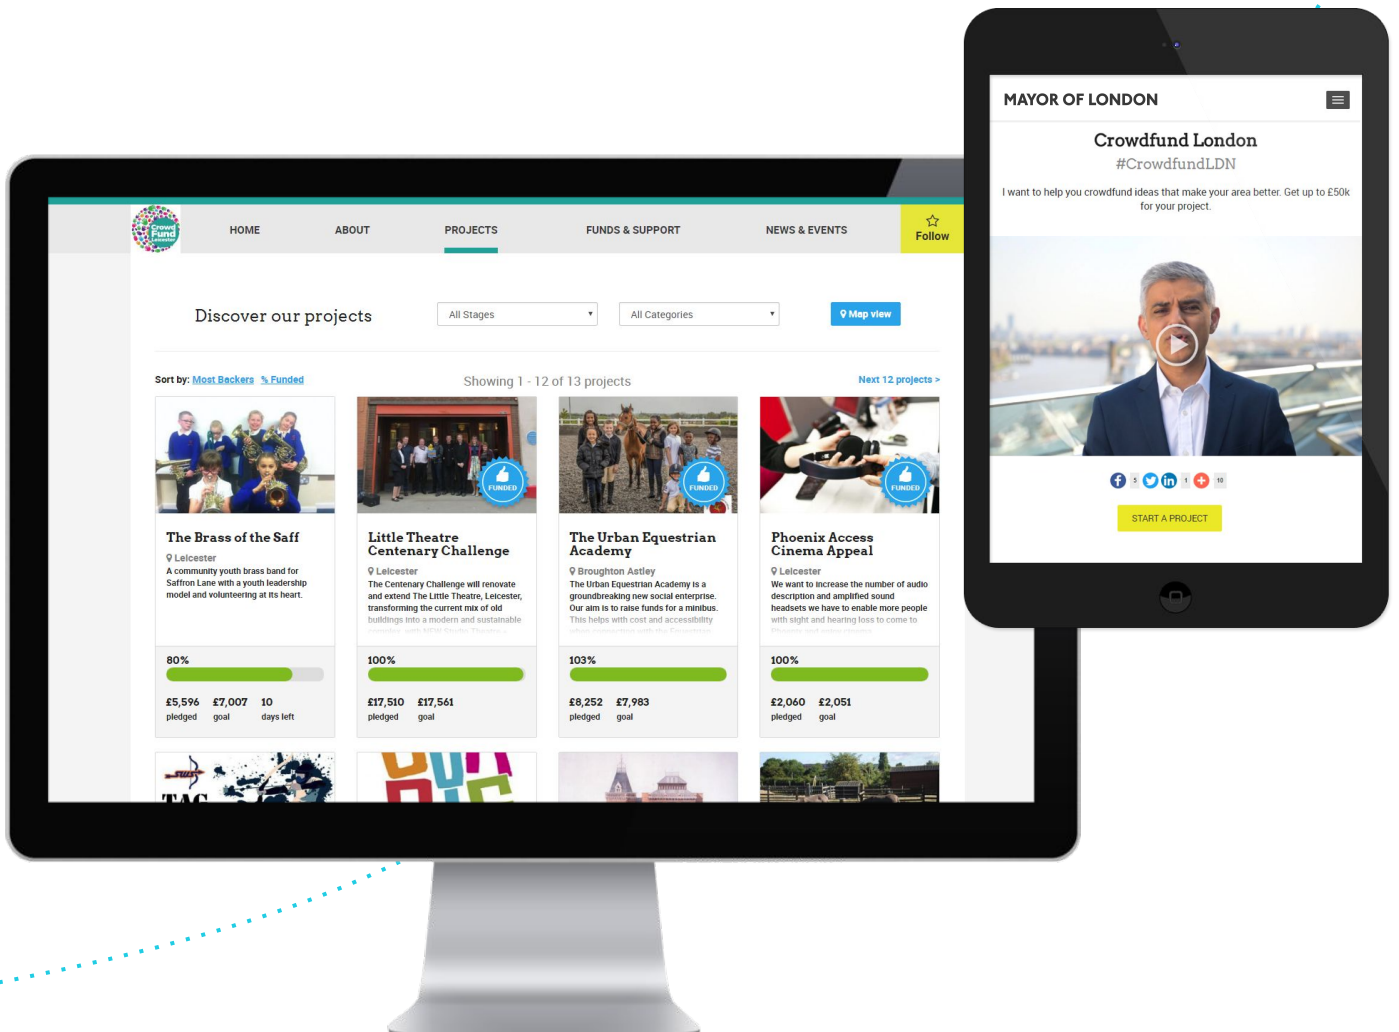 MAYOR OF LONDON
Crowdfund London
#CrowdfundLDN
I want to help you crowdfund ideas that make your area better. Get up to £50k
for your project.
5 1 10
START A PROJECT
Crowd
Fund
Leicester
HOME ABOUT PROJECTS FUNDS & SUPPORT NEWS & EVENTS Follow
Discover our projects All Stages All Categories Map view
Sort by: Most Backers % Funded Showing 1 - 12 of 13 projects Next 12 projects >
The Brass of the Saff
Leicester
A community youth brass band for
Saffron Lane with a youth leadership
model and volunteering at its heart.
80%
£5,596 £7,007 10
pledged goal days left
FUNDED
Little Theatre
Centenary Challenge
Leicester
The Centenary Challenge will renovate
and extend The Little Theatre, Leicester,
transforming the current mix of old
buildings into a modern and sustainable
100%
£17,510 £17,561
pledged goal
FUNDED
The Urban Equestrian
Academy
Broughton Astley
The Urban Equestrian Academy is a
groundbreaking new social enterprise.
Our aim is to raise funds for a minibus.
This helps with cost and accessibility
103%
£8,252 £7,983
pledged goal
FUNDED
Phoenix Access
Cinema Appeal
Leicester
We want to increase the number of audio
description and amplified sound
headsets we have to enable more people
with sight and hearing loss to come to
100%
£2,060 £2,051
pledged goal
TAG